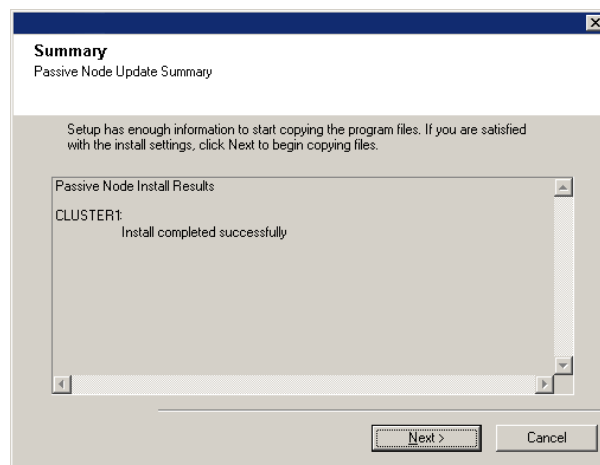 Summary
Passive Node Update Summary
Setup has enough information to start copying the program files. If you are satisfied
with the install settings, click Next to begin copying files.
Passive Node Install Results
CLUSTER1:
Install completed successfully
Next >
Cancel